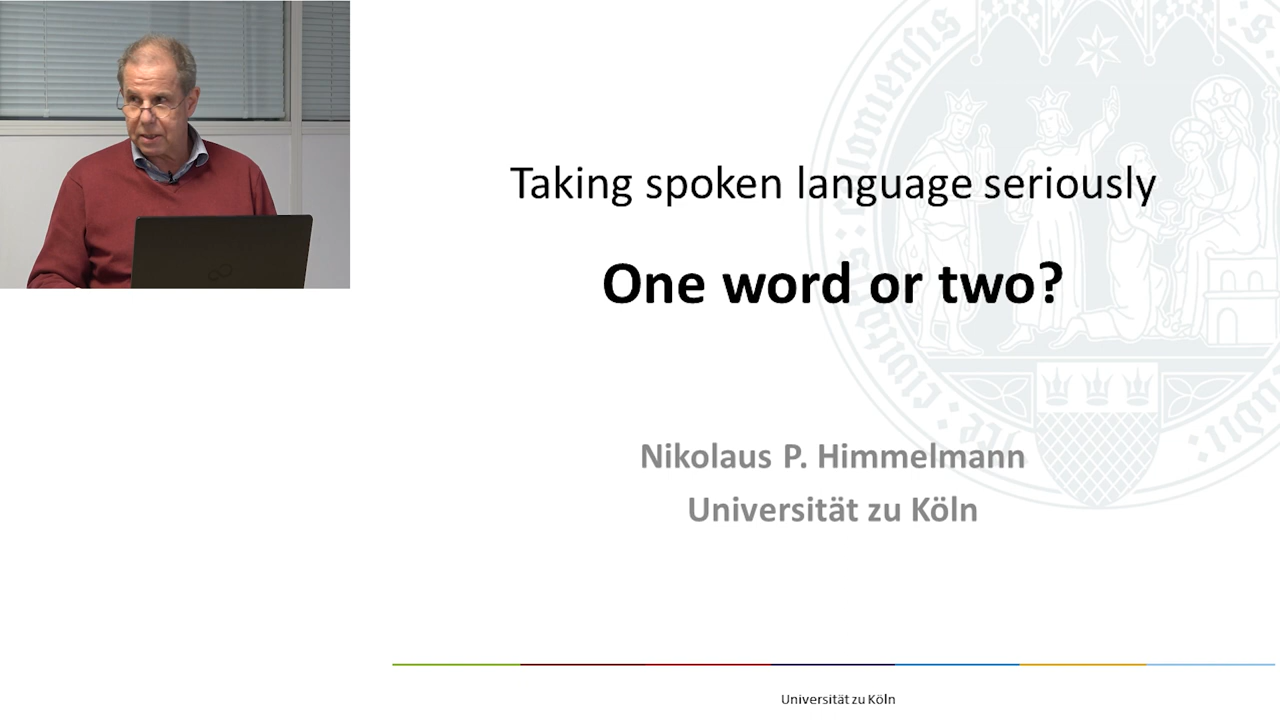 Taking spoken language seriously
One word or two?
Nikolaus P. Himmelmann
Universität zu Köln
Universität zu Köln